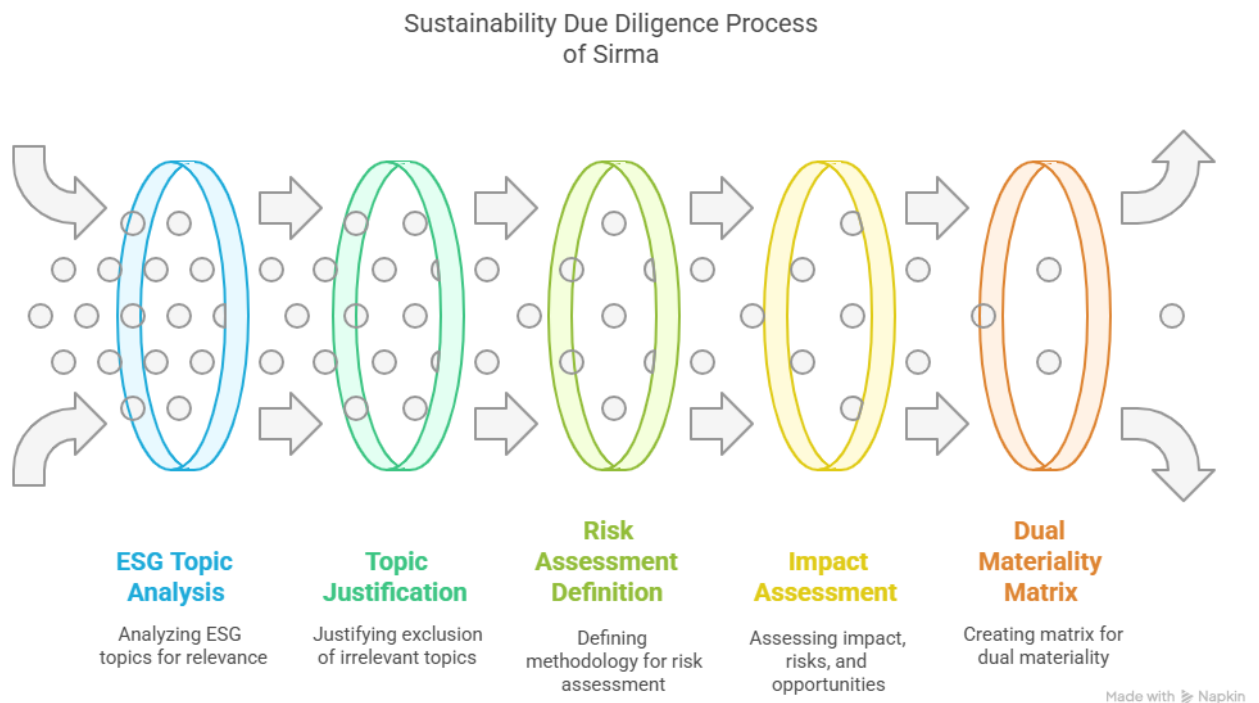 Sustainability Due Diligence Process
of Sirma
ESG Topic
Analysis
Analyzing ESG
topics for relevance
Topic
Justification
Justifying exclusion
of irrelevant topics
Risk
Assessment
Definition
Defining
methodology for risk
assessment
Impact
Assessment
Assessing impact,
risks, and
opportunities
Dual
Materiality
Matrix
Creating matrix for
dual materiality
Made with Napkin